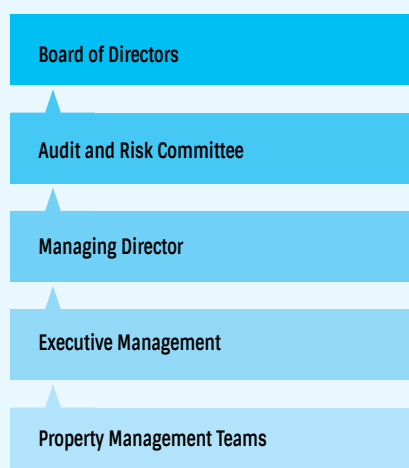 Board of Directors
Audit and Risk Committee
Managing Director
Executive Management
Property Management Teams